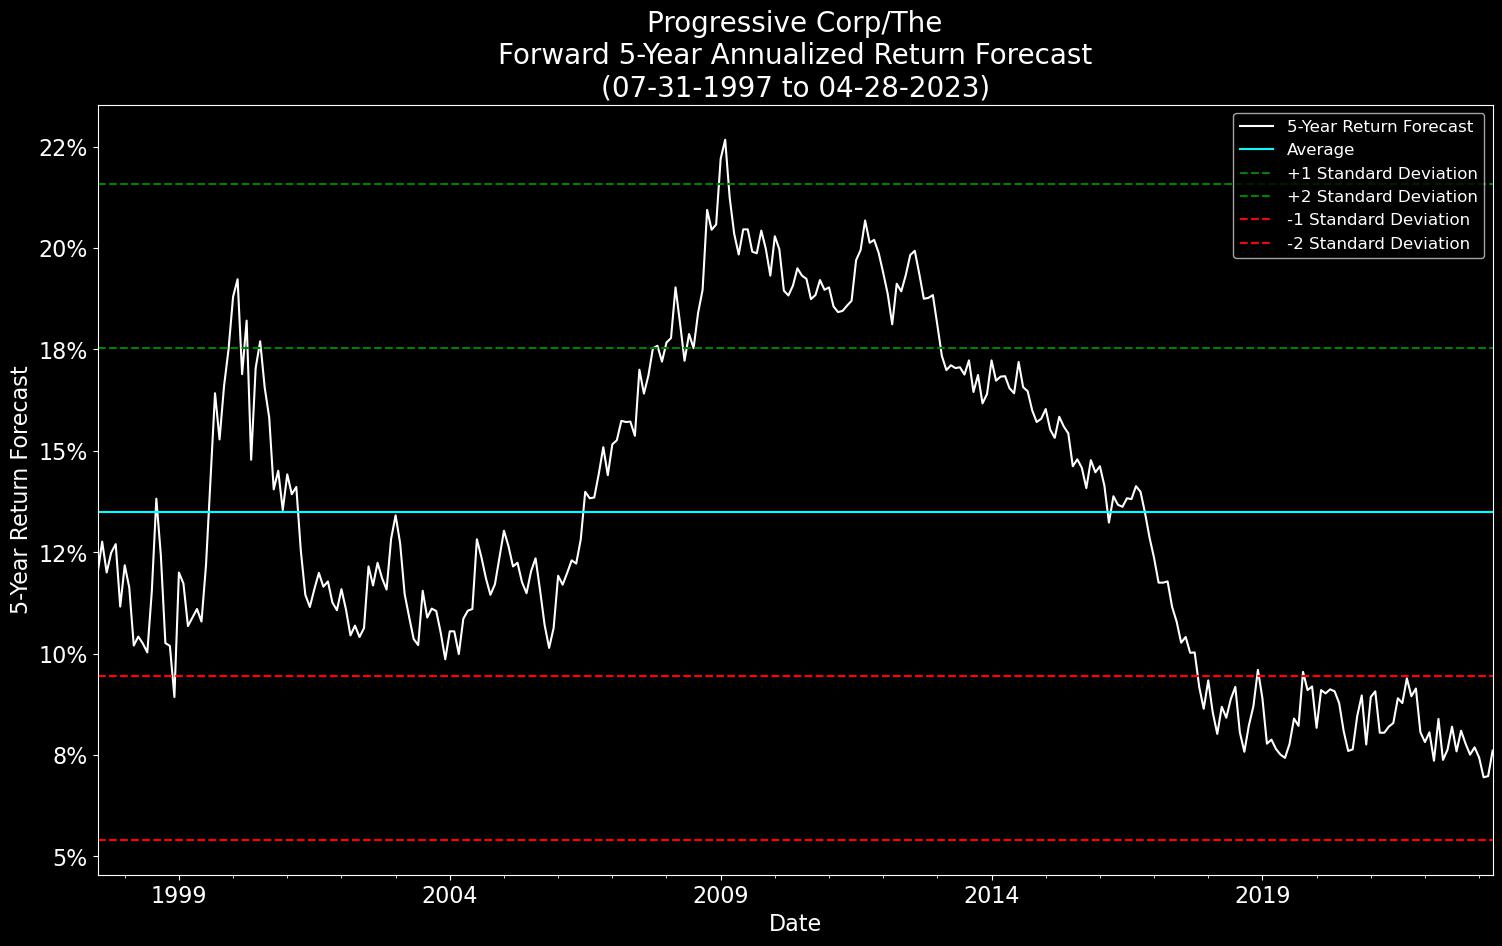 Progressive Corp/The
Forward 5-Year Annualized Return Forecast
(07-31-1997 to 04-28-2023)
5-Year Return Forecast
Average
+1 Standard Deviation
+2 Standard Deviation
-1 Standard Deviation
-2 Standard Deviation
22%
20%
18%
15%
12%
10%
8%
5%
5-Year Return Forecast
1999
2004
2009
2014
2019
Date